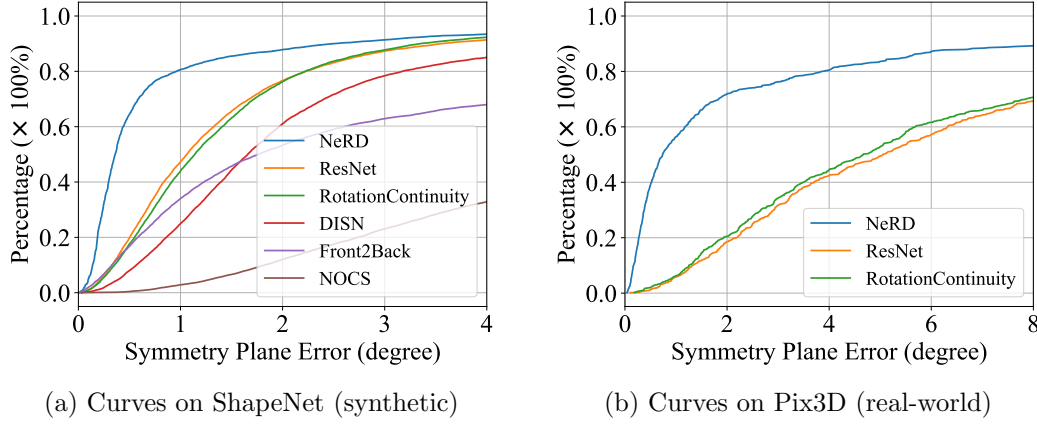 1.0
0.8
0.6
0.4
0.2
0.0
Percentage (× 100%)
0 1 2 3 4
Symmetry Plane Error (degree)
NeRD
ResNet
RotationContinuity
DISN
Front2Back
NOCS
(a) Curves on ShapeNet (synthetic)
1.0
0.8
0.6
0.4
0.2
0.0
Percentage (× 100%)
0 2 4 6 8
Symmetry Plane Error (degree)
NeRD
ResNet
RotationContinuity
(b) Curves on Pix3D (real-world)